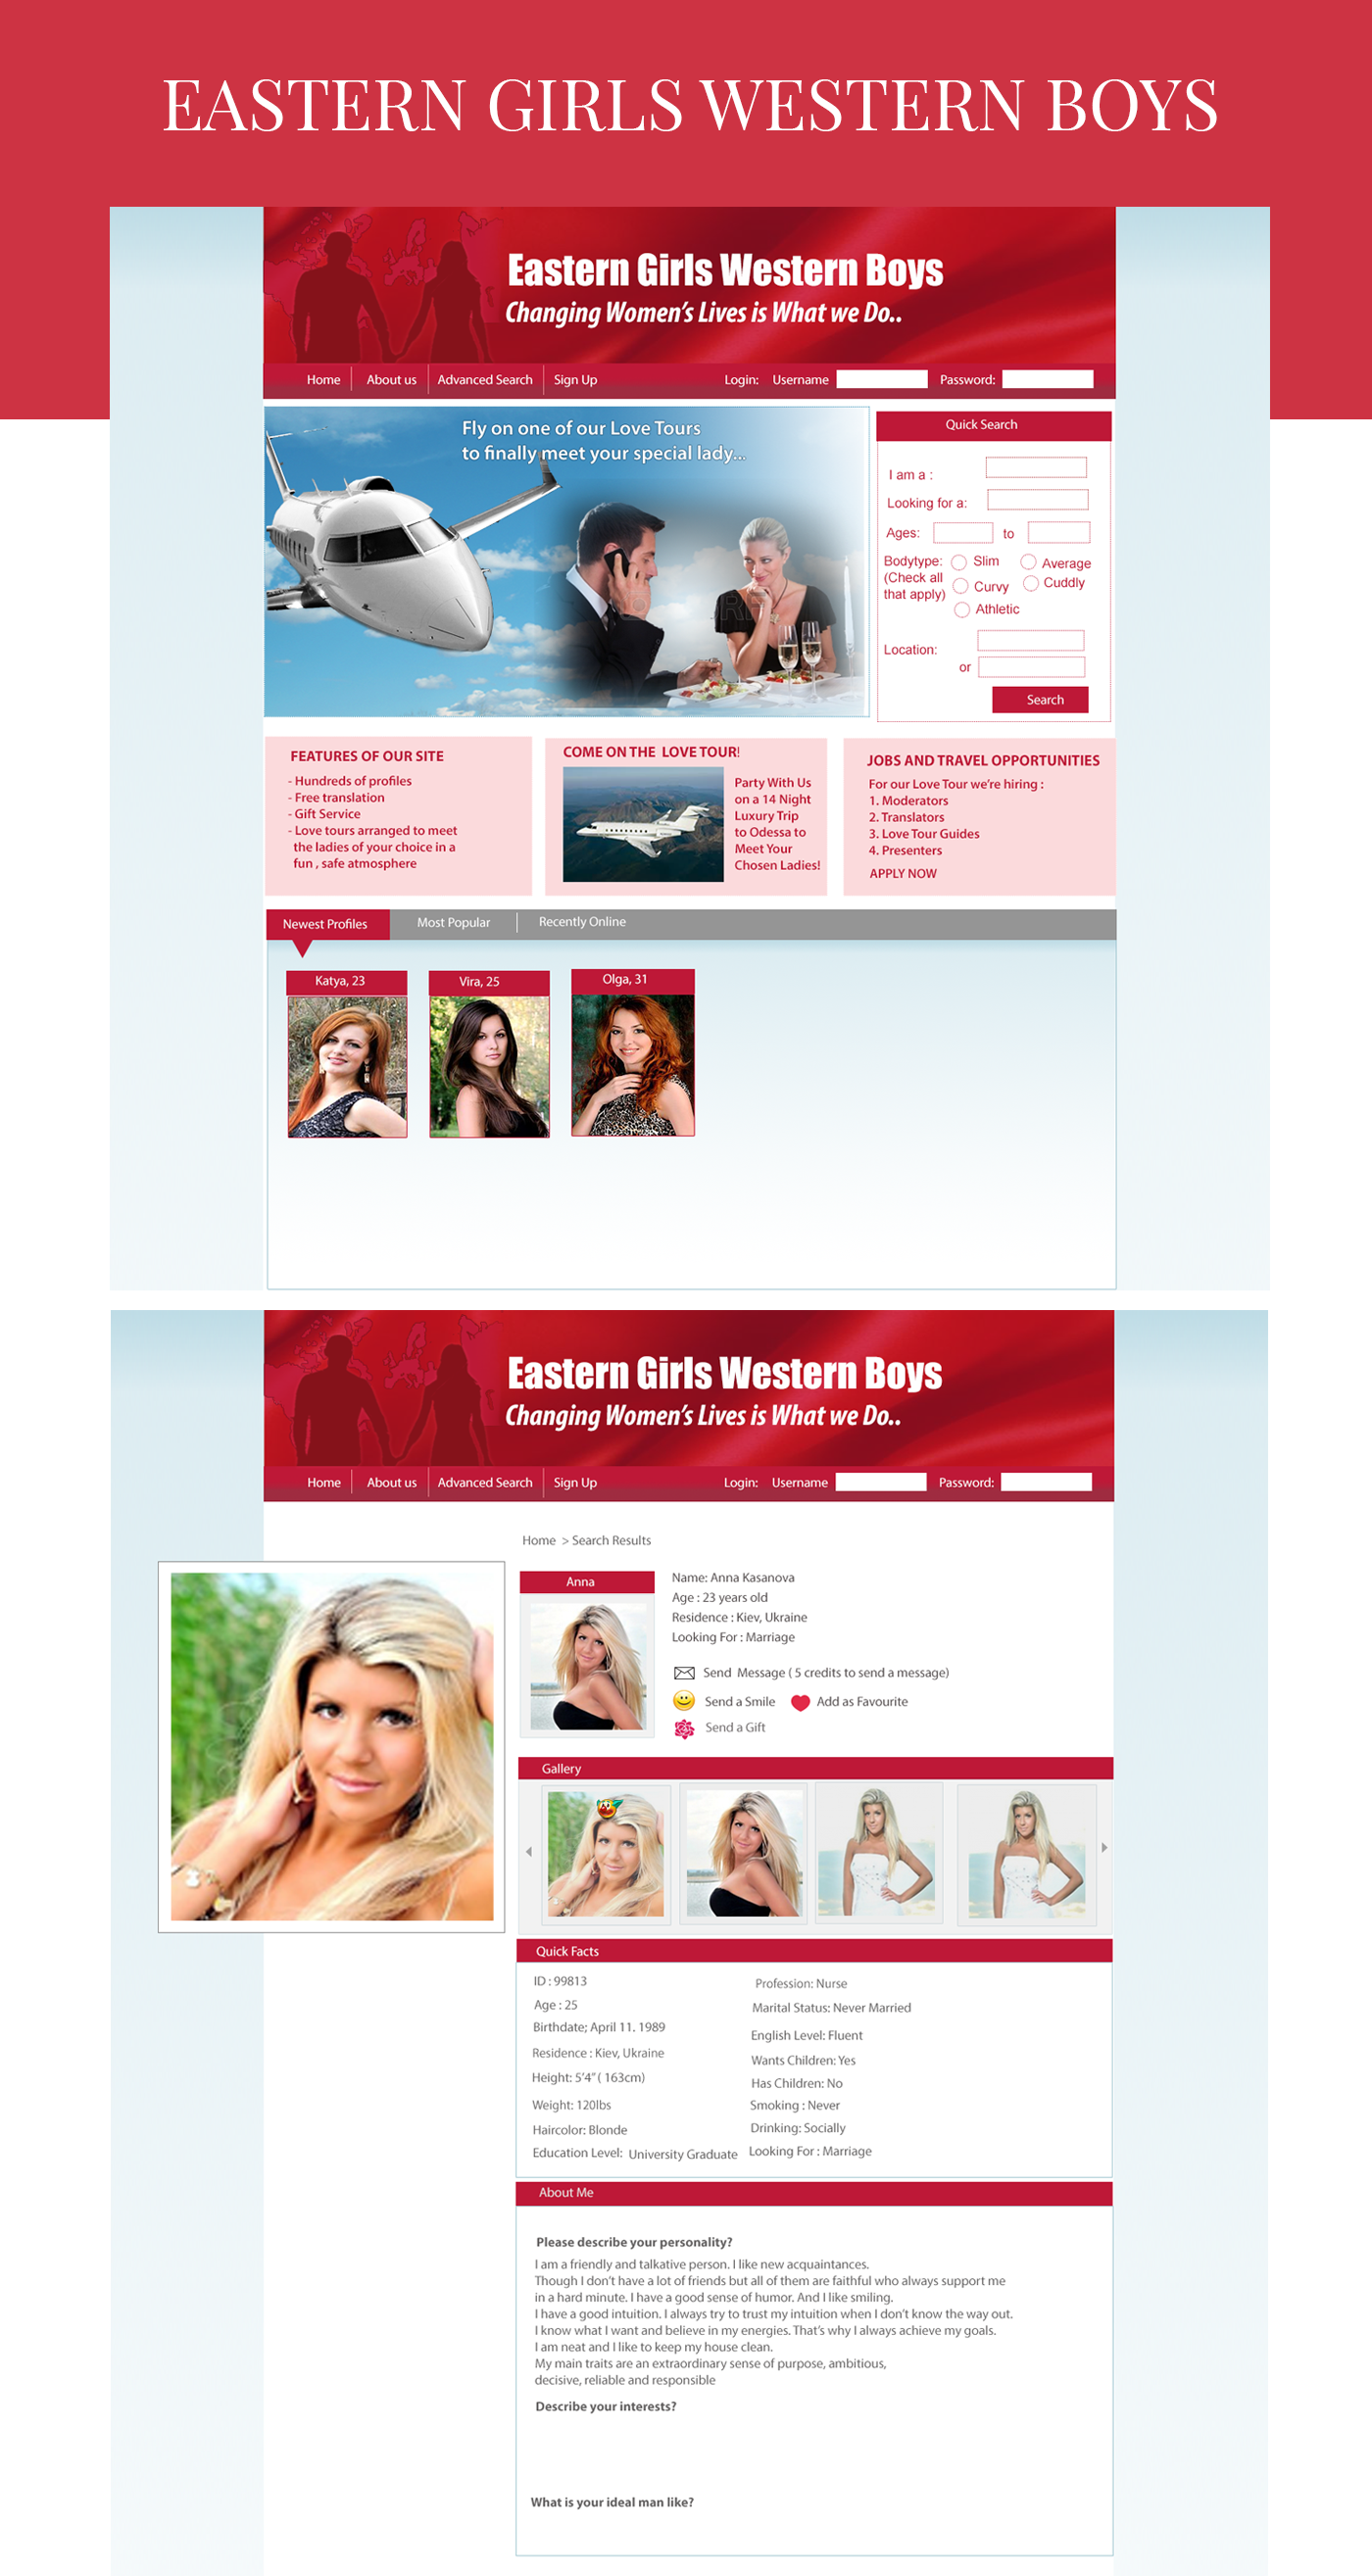 EASTERN GIRLS WESTERN BOYS
Eastern Girls Western Boys
Changing Women's Lives is What we Do..
Home
About us
Advanced Search
Sign Up
Login:
Username
Password:
Fly on one of our Love Tours
to finally meet your special lady...
Quick Search
I am a :
Looking for a:
Ages:
to
Bodytype:
(Check all
that apply)
Slim
Average
Curvy
Cuddly
Athletic
Location:
or
Search
FEATURES OF OUR SITE
- Hundreds of profiles
- Free translation
- Gift Service
- Love tours arranged to meet
the ladies of your choice in a
fun , safe atmosphere
COME ON THE LOVE TOUR!
Party With Us
on a 14 Night
Luxury Trip
to Odessa to
Meet Your
Chosen Ladies!
JOBS AND TRAVEL OPPORTUNITIES
For our Love Tour we're hiring :
1. Moderators
2. Translators
3. Love Tour Guides
4. Presenters
APPLY NOW
Newest Profiles
Most Popular
Recently Online
Katya, 23
Vira, 25
Olga, 31
Eastern Girls Western Boys
Changing Women's Lives is What we Do..
Home
About us
Advanced Search
Sign Up
Login:
Username
Password:
Home > Search Results
Anna
Name: Anna Kasanova
Age : 23 years old
Residence : Kiev, Ukraine
Looking For : Marriage
Send Message ( 5 credits to send a message)
Send a Smile
Add as Favourite
Send a Gift
Gallery
Quick Facts
ID : 99813
Age : 25
Birthdate; April 11. 1989
Residence : Kiev, Ukraine
Height: 5'4" ( 163cm)
Weight: 120lbs
Haircolor: Blonde
Education Level: University Graduate
Profession: Nurse
Marital Status: Never Married
English Level: Fluent
Wants Children: Yes
Has Children: No
Smoking : Never
Drinking: Socially
Looking For : Marriage
About Me
Please describe your personality?
I am a friendly and talkative person. I like new acquaintances.
Though I don't have a lot of friends but all of them are faithful who always support me
in a hard minute. I have a good sense of humor. And I like smiling.
I have a good intuition. I always try to trust my intuition when I don't know the way out.
I know what I want and believe in my energies. That's why I always achieve my goals.
I am neat and I like to keep my house clean.
My main traits are an extraordinary sense of purpose, ambitious,
decisive, reliable and responsible
Describe your interests?
What is your ideal man like?